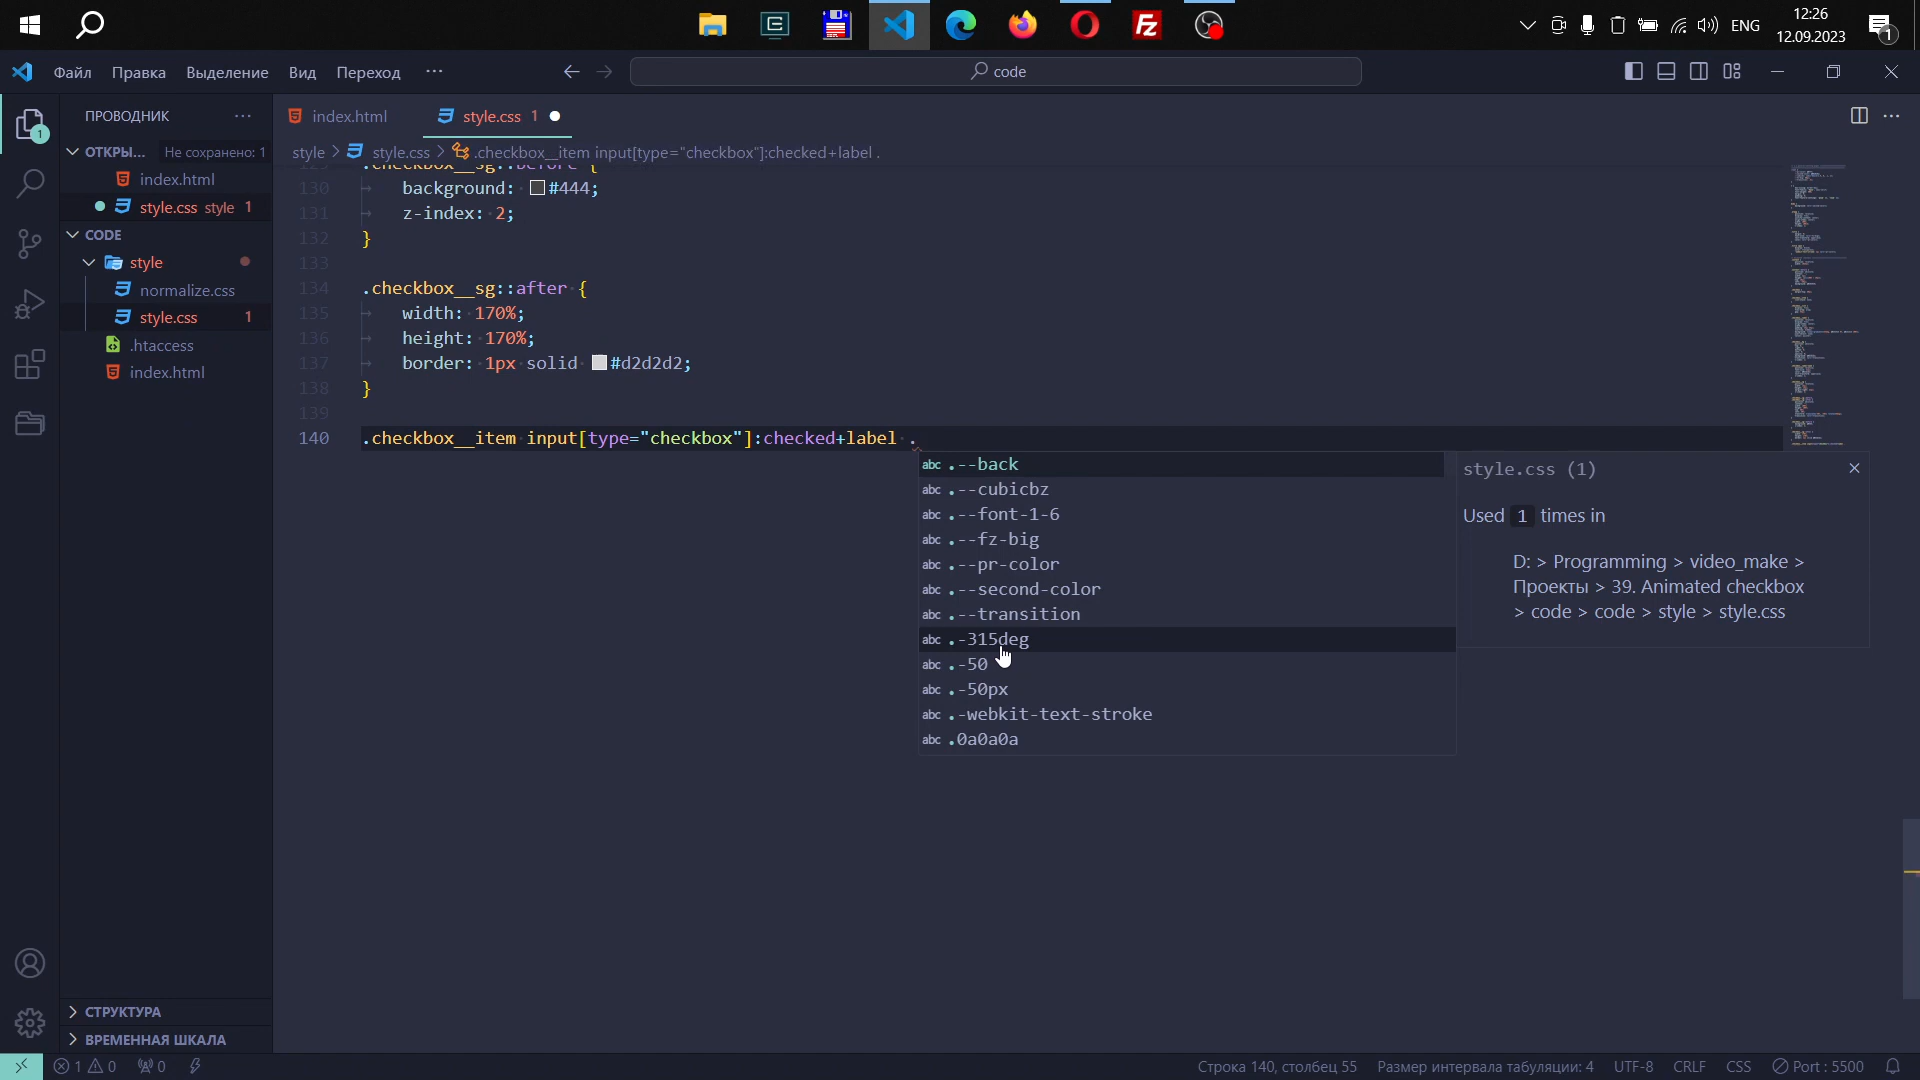 ENG
12:26
12.09.2023
1
Файл Правка Выделение Вид Переход ···
code
1
ПРОВОДНИК
ОТКРЫ... Не сохранено: 1
index.html
style.css style 1
CODE
style
normalize.css
style.css 1
.htaccess
index.html
СТРУКТУРА
ВРЕМЕННАЯ ШКАЛА
index.html
style.css 1
style > style.css > .checkbox__item input[type="checkbox"]:checked+label .
.checkbox__sg::before {
130 background: #444;
131 z-index: 2;
132 }
133
134 .checkbox__sg::after {
135 width: 170%;
136 height: 170%;
137 border: 1px solid #d2d2d2;
138 }
139
140 .checkbox__item input[type="checkbox"]:checked+label .
abc .--back
abc .--cubicbz
abc .--font-1-6
abc .--fz-big
abc .--pr-color
abc .--second-color
abc .--transition
abc .-315deg
abc .-50
abc .-50px
abc .-webkit-text-stroke
abc .0a0a0a
style.css (1)
Used 1 times in
D: > Programming > video_make >
Проекты > 39. Animated checkbox
> code > code > style > style.css
1 0 0
Строка 140, столбец 55
Размер интервала табуляции: 4
UTF-8
CRLF
CSS
Port : 5500